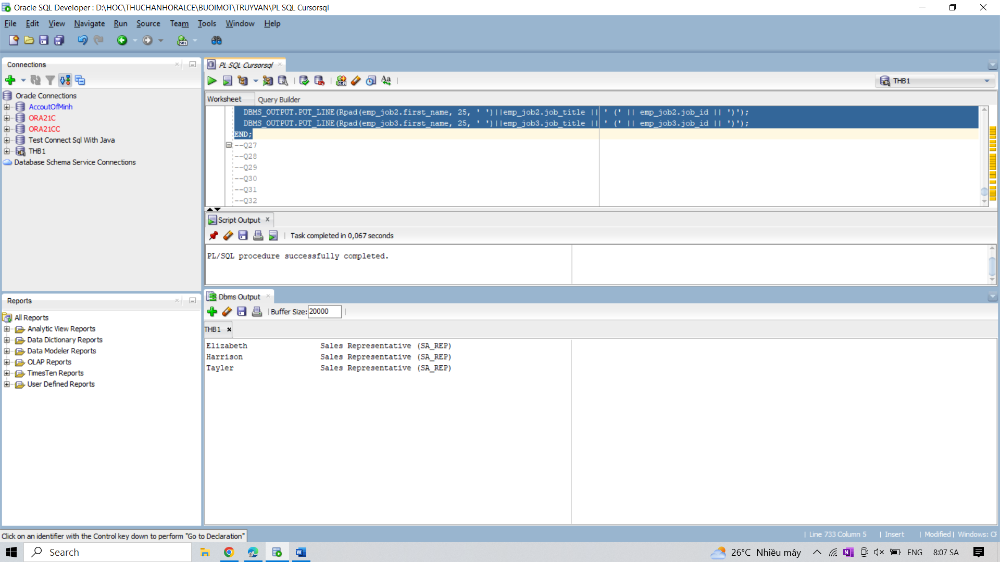 Oracle SQL Developer : D:\HOC\THUCHANHORALCE\BUOIMOT\TRUYVAN\PL SQL Cursorsql
File Edit View Navigate Run Source Team Tools Window Help
Connections
Oracle Connections
AccoutOfMinh
ORA21C
ORA21CC
Test Connect Sql With Java
THB1
Database Schema Service Connections
Reports
All Reports
Analytic View Reports
Data Dictionary Reports
Data Modeler Reports
OLAP Reports
TimesTen Reports
User Defined Reports
PL SQL Cursorsql
THB1
Worksheet Query Builder
DBMS_OUTPUT.PUT_LINE(Rpad(emp_job2.first_name, 25, ' ')||emp_job2.job_title || ' (' || emp_job2.job_id || ')');
DBMS_OUTPUT.PUT_LINE(Rpad(emp_job3.first_name, 25, ' ')||emp_job3.job_title || ' (' || emp_job3.job_id || ')');
END;
--Q27
--Q28
--Q29
--Q30
--Q31
--Q32
Script Output
Task completed in 0,067 seconds
PL/SQL procedure successfully completed.
Dbms Output
Buffer Size: 20000
THB1
Elizabeth Sales Representative (SA_REP)
Harrison Sales Representative (SA_REP)
Tayler Sales Representative (SA_REP)
Click on an identifier with the Control key down to perform "Go to Declaration"
| Line 733 Column 5 | Insert | Modified | Windows: CF
Search
26°C Nhiều mây
ENG
8:07 SA